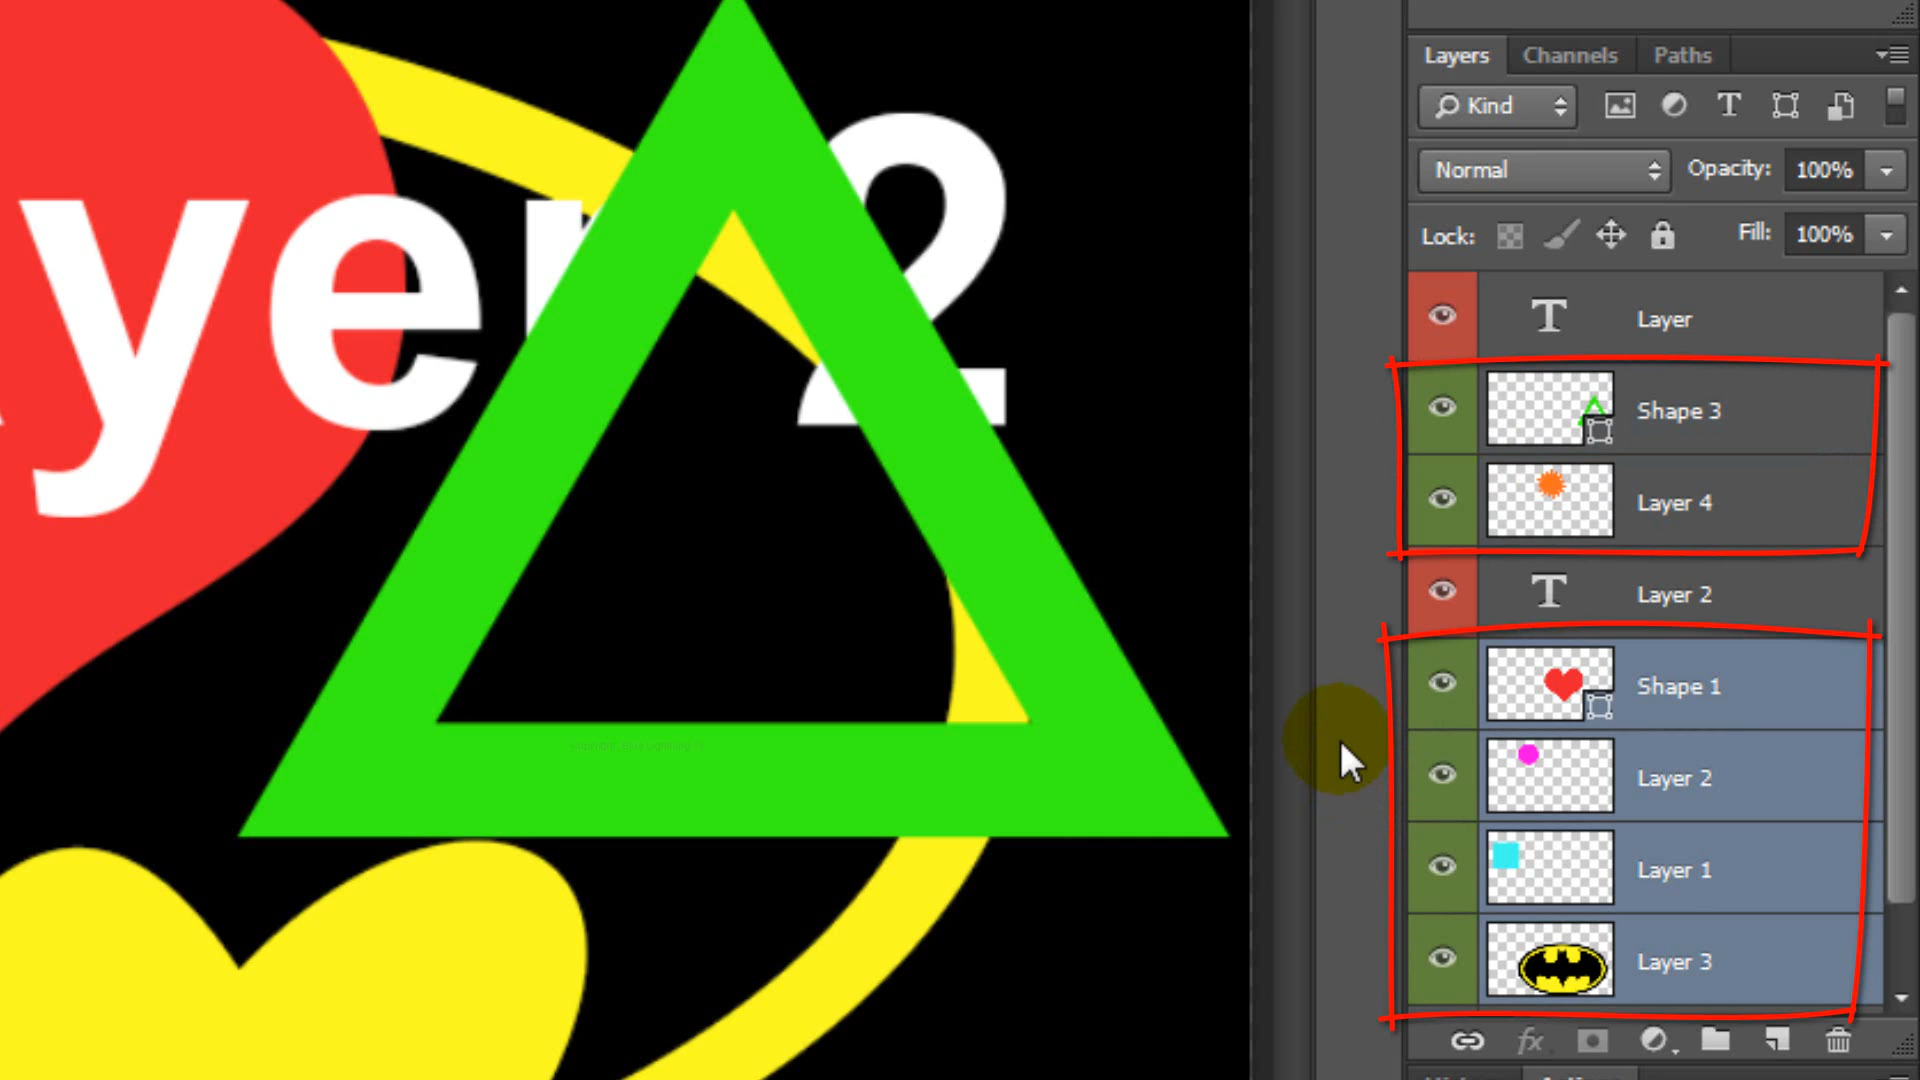 ayer 2
Layers Channels Paths
Kind T
Normal Opacity: 100%
Lock: Fill: 100%
T Layer
Shape 3
Layer 4
T Layer 2
Shape 1
Layer 2
Layer 1
Layer 3
fx